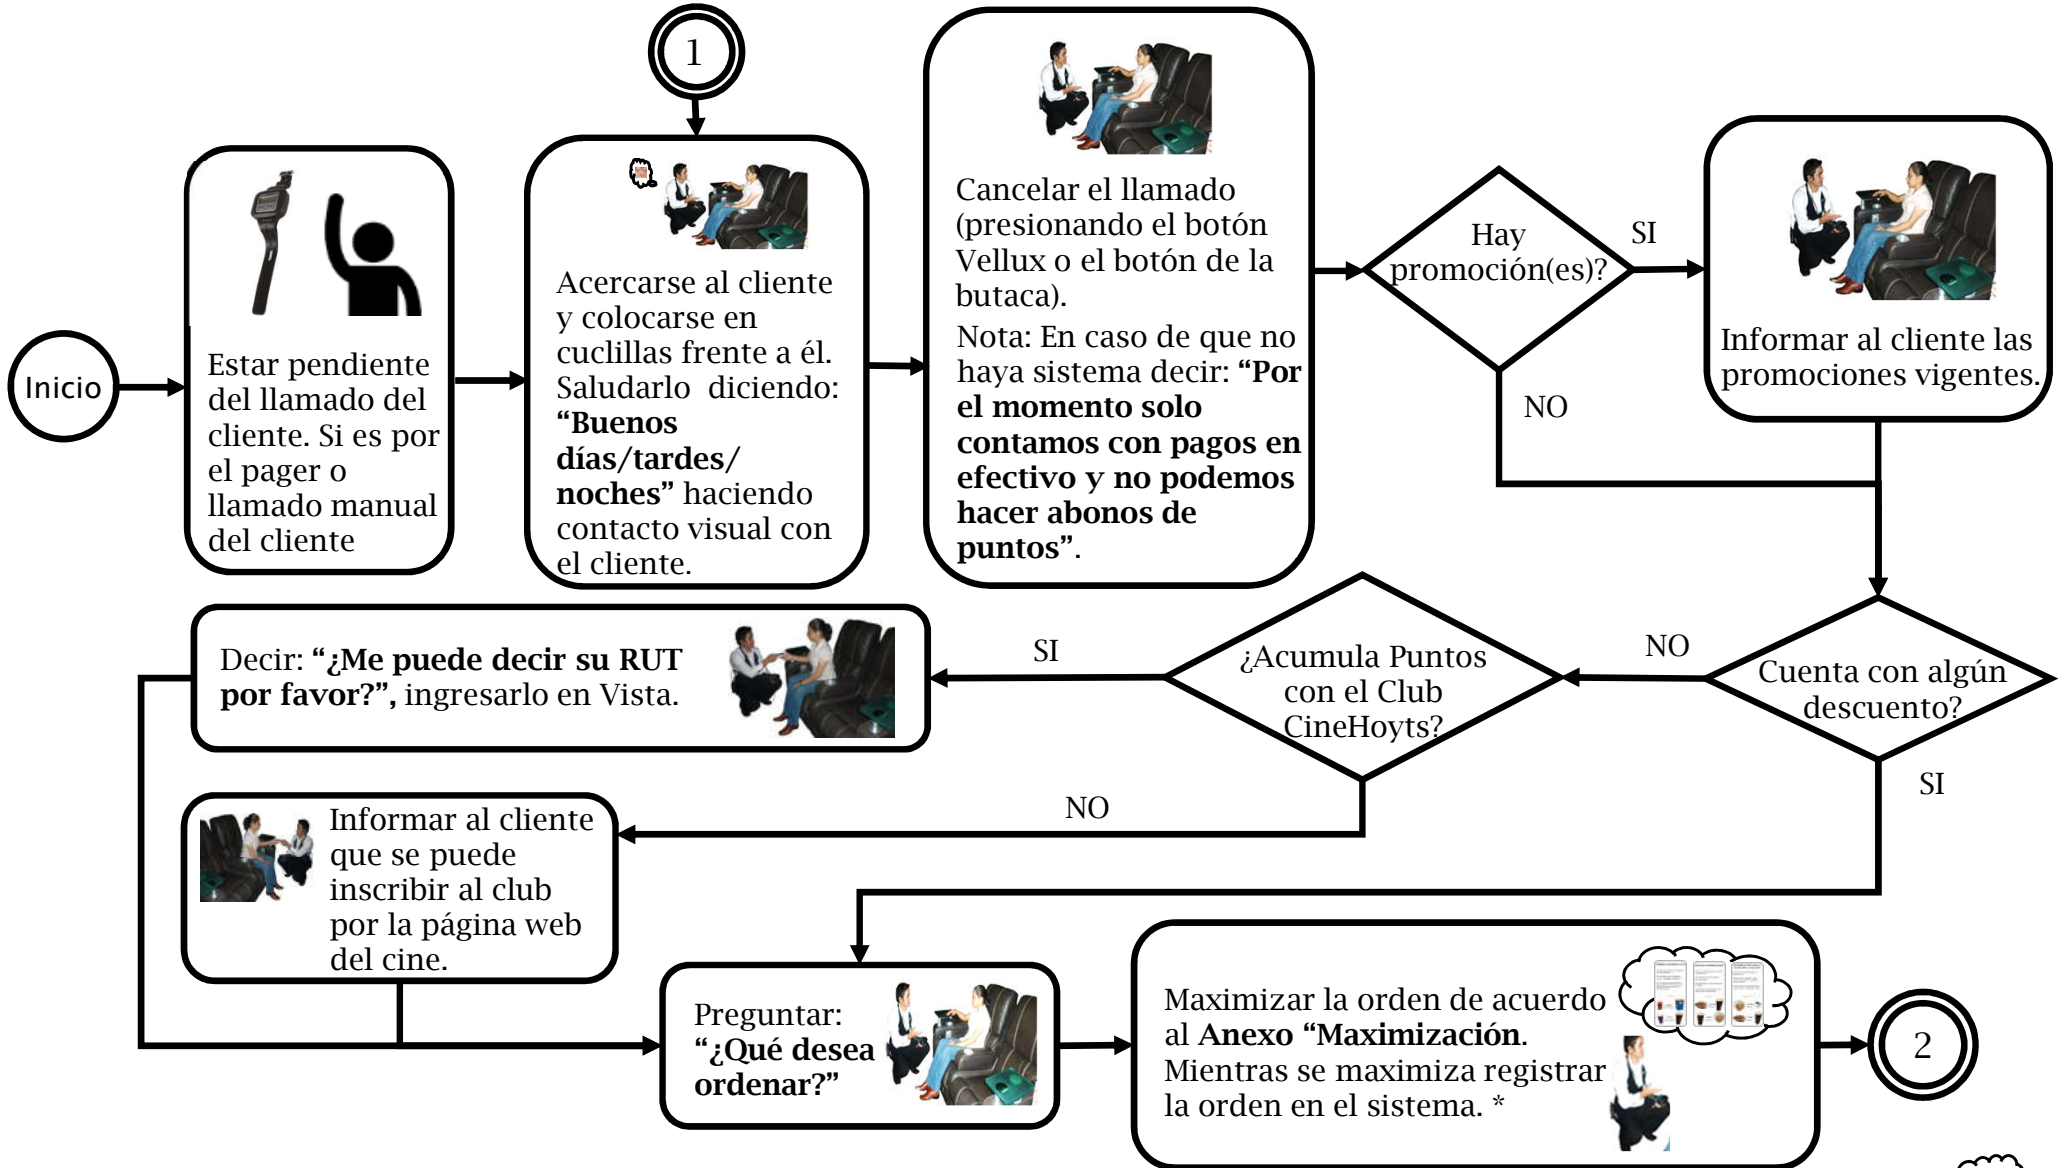 1
Inicio
Estar pendiente
del llamado del
cliente. Si es por
el pager o
llamado manual
del cliente
Acercarse al cliente
y colocarse en
cuclillas frente a él.
Saludarlo diciendo:
“Buenos
días/tardes/
noches” haciendo
contacto visual con
el cliente.
Cancelar el llamado
(presionando el botón
Vellux o el botón de la
butaca).
Nota: En caso de que no
haya sistema decir: “Por
el momento solo
contamos con pagos en
efectivo y no podemos
hacer abonos de
puntos”.
Hay
promoción(es)?
SI
NO
Informar al cliente las
promociones vigentes.
Cuenta con algún
descuento?
NO
SI
¿Acumula Puntos
con el Club
CineHoyts?
SI
NO
Decir: “¿Me puede decir su RUT
por favor?”, ingresarlo en Vista.
Informar al cliente
que se puede
inscribir al club
por la página web
del cine.
Preguntar:
“¿Qué desea
ordenar?”
Maximizar la orden de acuerdo
al Anexo “Maximización.
Mientras se maximiza registrar
la orden en el sistema. *
2